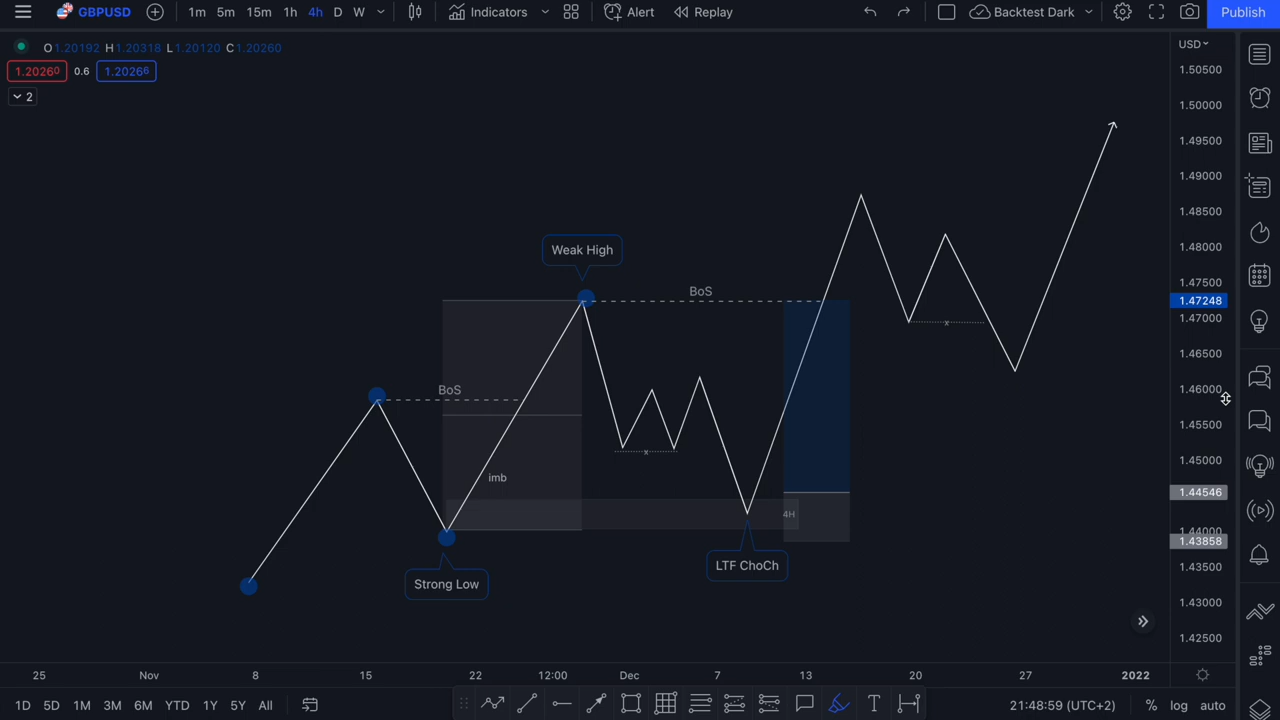 GBPUSD 1m 5m 15m 1h 4h D W Indicators Alert Replay Backtest Dark Publish
O1.20192 H1.20318 L1.20120 C1.20260
1.20260 0.6 1.20266
2
USD
1.50500
1.50000
1.49500
1.49000
1.48500
1.48000
1.47500
1.47248
1.47000
1.46500
1.46000
1.45500
1.45000
1.44546
1.44000
1.43858
1.43500
1.43000
1.42500
Weak High
BoS
BoS
x
x
imb
4H
LTF ChoCh
Strong Low
25 Nov 8 15 22 12:00 Dec 7 13 20 27 2022
1D 5D 1M 3M 6M YTD 1Y 5Y All 21:48:59 (UTC+2) % log auto